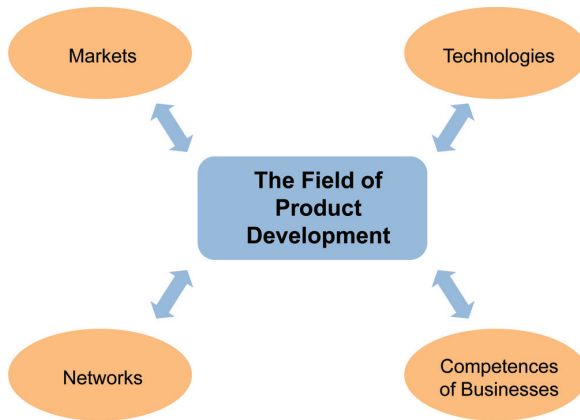 Markets
Technologies
The Field of
Product
Development
Networks
Competences
of Businesses